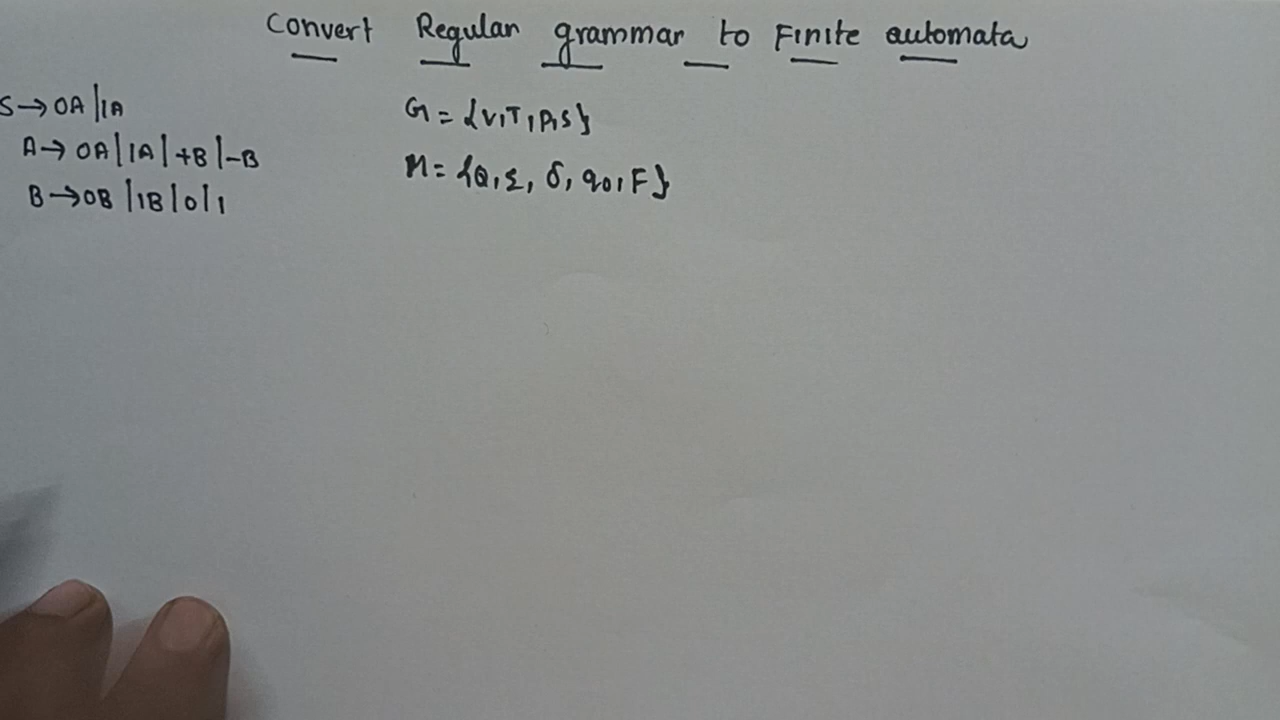 Convert Regular grammar to Finite automata
S→0A|1A
A→0A|1A|+B|-B
B→0B|1B|0|1
G = {V,T,P,S}
M = {Q,Σ, δ, q0, F}